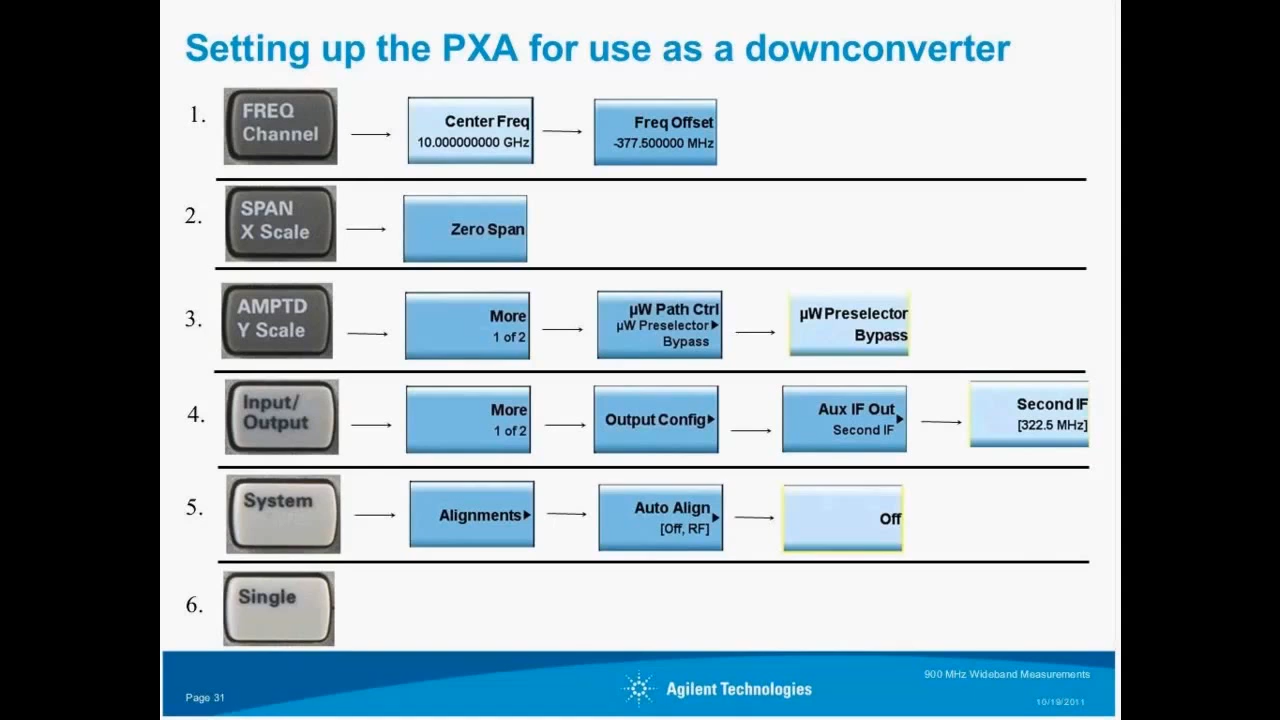 Setting up the PXA for use as a downconverter
1.
FREQ
Channel
Center Freq
10.000000000 GHz
Freq Offset
-377.500000 MHz
2.
SPAN
X Scale
Zero Span
3.
AMPTD
Y Scale
More
1 of 2
µW Path Ctrl
µW Preselector
Bypass
µW Preselector
Bypass
4.
Input/
Output
More
1 of 2
Output Config
Aux IF Out
Second IF
Second IF
[322.5 MHz]
5.
System
Alignments
Auto Align
[Off, RF]
Off
6.
Single
Page 31
Agilent Technologies
900 MHz Wideband Measurements
10/19/2011